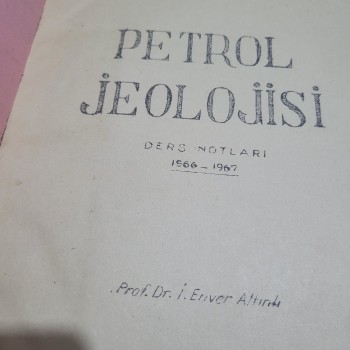 PETROL
JEOLOJİSİ
DERS NOTLARI
1966 - 1967
Prof. Dr. İ. Enver Altınlı